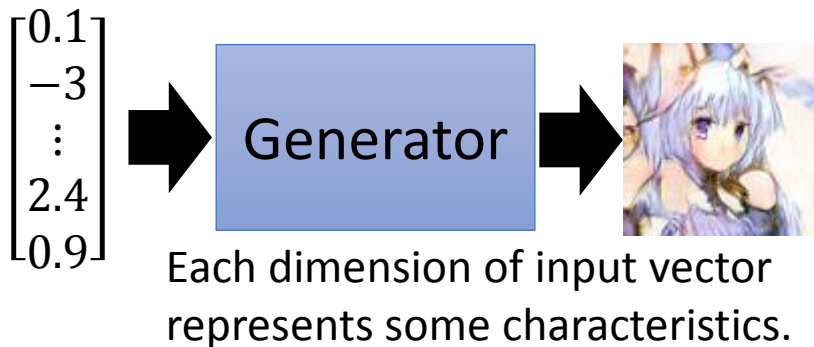 0.1
−3
⋮
2.4
0.9
Generator
Each dimension of input vector
represents some characteristics.